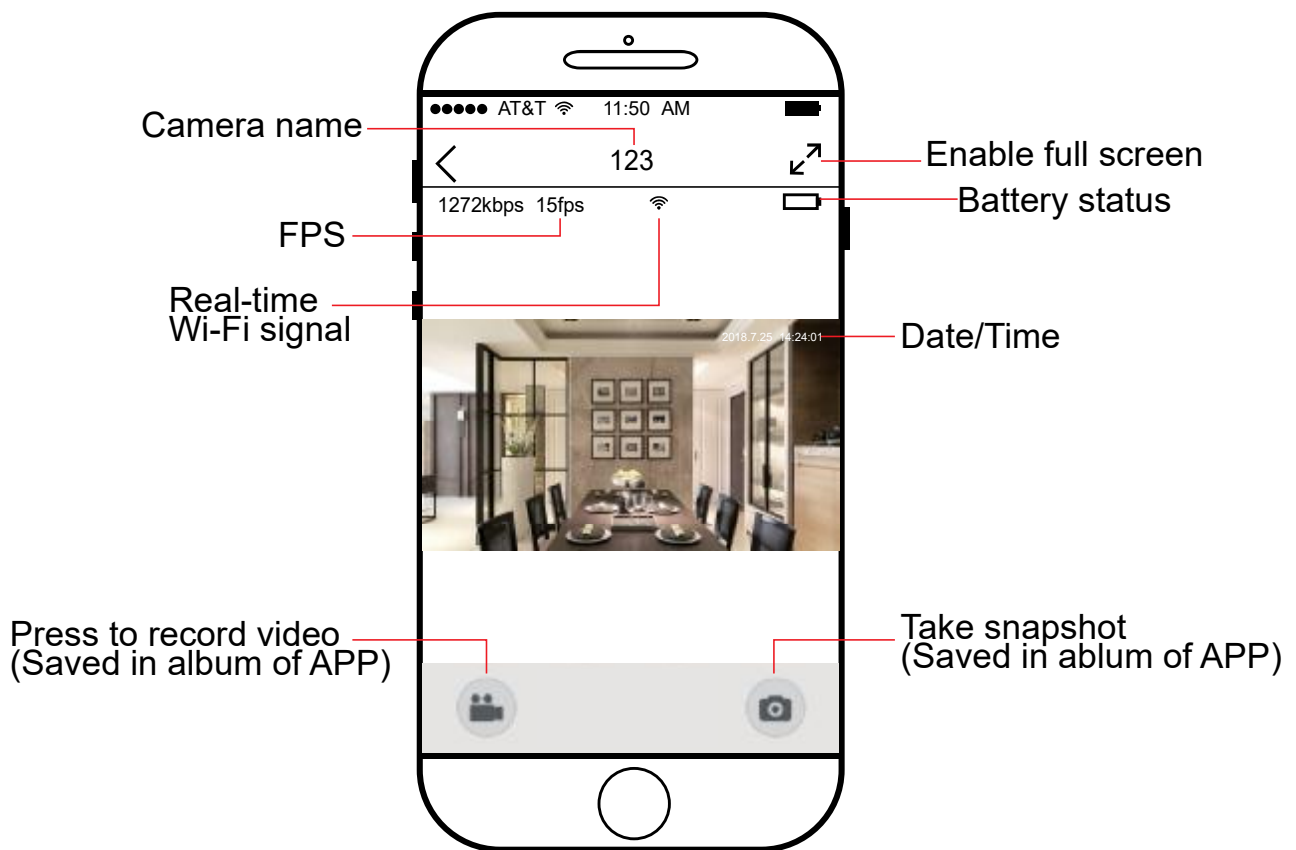 AT&T 11:50 AM
Camera name
123
Enable full screen
1272kbps 15fps
Battery status
FPS
Real-time
Wi-Fi signal
2018.7.25 14:24:01
Date/Time
Press to record video
(Saved in album of APP)
Take snapshot
(Saved in ablum of APP)